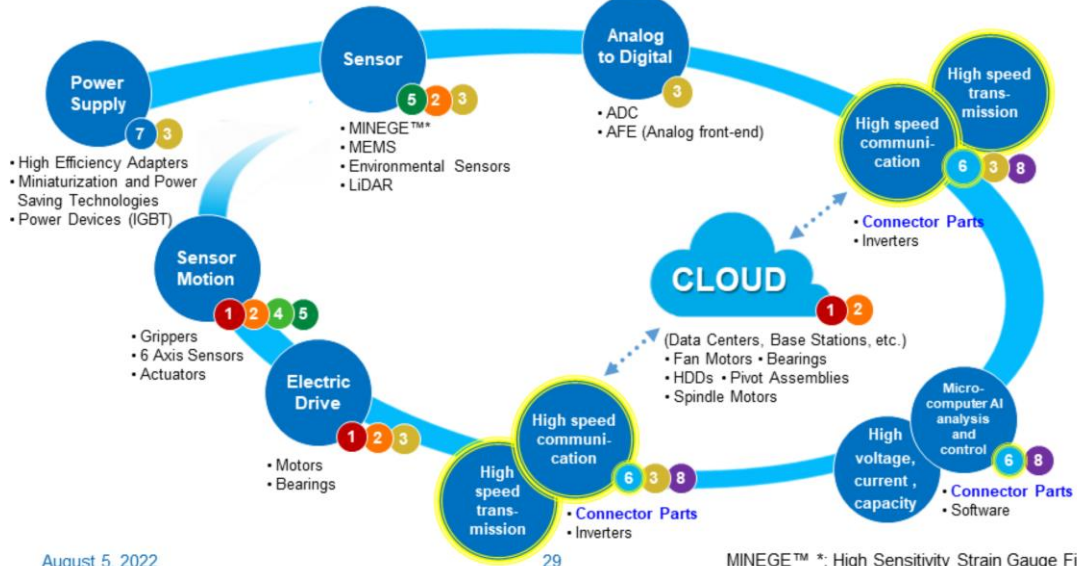 Power
Supply
7 3
• High Efficiency Adapters
• Miniaturization and Power
Saving Technologies
• Power Devices (IGBT)
Sensor
5 2 3
• MINEGE™*
• MEMS
• Environmental Sensors
• LiDAR
Analog
to Digital
3
• ADC
• AFE (Analog front-end)
High speed
trans-
mission
High speed
communi-
cation
6 3 8
• Connector Parts
• Inverters
Sensor
Motion
1 2 4 5
• Grippers
• 6 Axis Sensors
• Actuators
CLOUD
1 2
(Data Centers, Base Stations, etc.)
• Fan Motors • Bearings
• HDDs • Pivot Assemblies
• Spindle Motors
Electric
Drive
1 2 3
• Motors
• Bearings
High speed
communi-
cation
High
speed
trans-
mission
6 3 8
• Connector Parts
• Inverters
Micro-
computer AI
analysis
and
control
High
voltage,
current ,
capacity
6 8
• Connector Parts
• Software
August 5, 2022
29
MINEGE™ *: High Sensitivity Strain Gauge